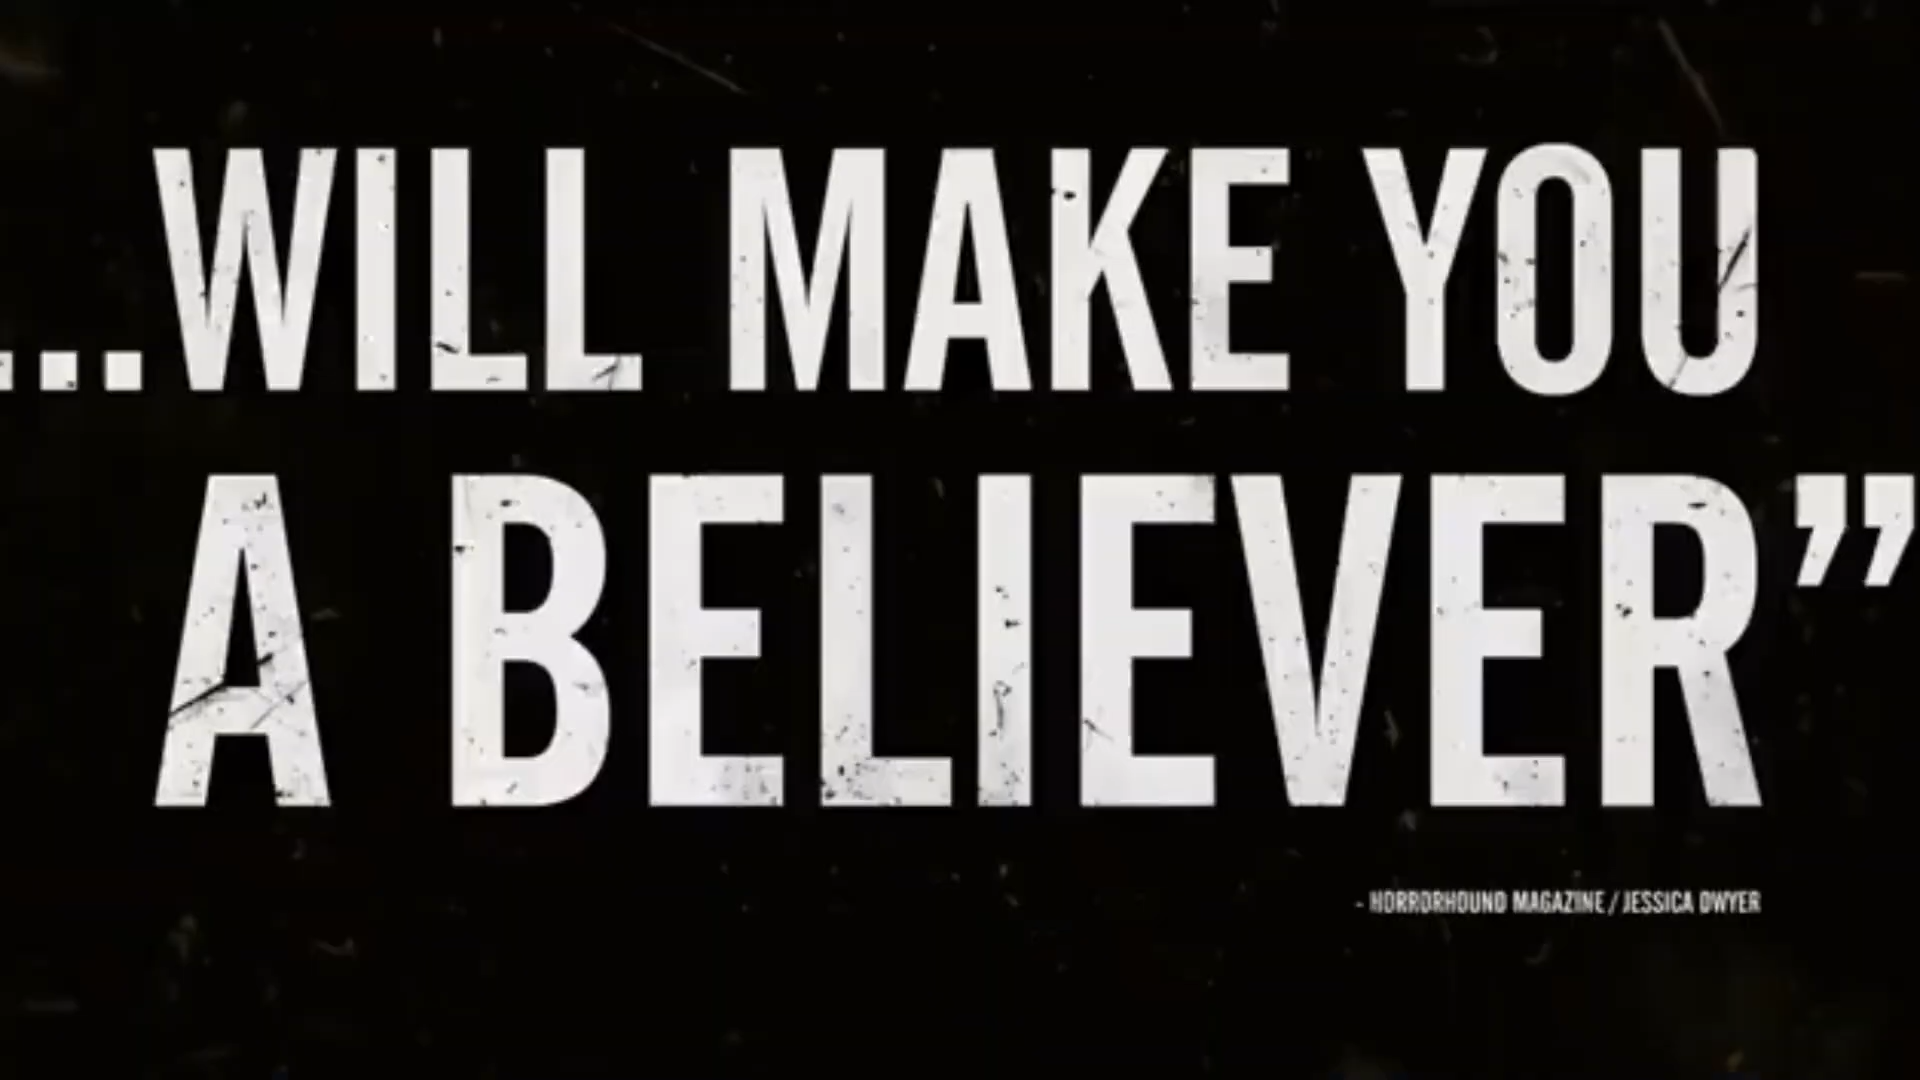 ...WILL MAKE YOU
A BELIEVER”
- HORRORHOUND MAGAZINE / JESSICA DWYER